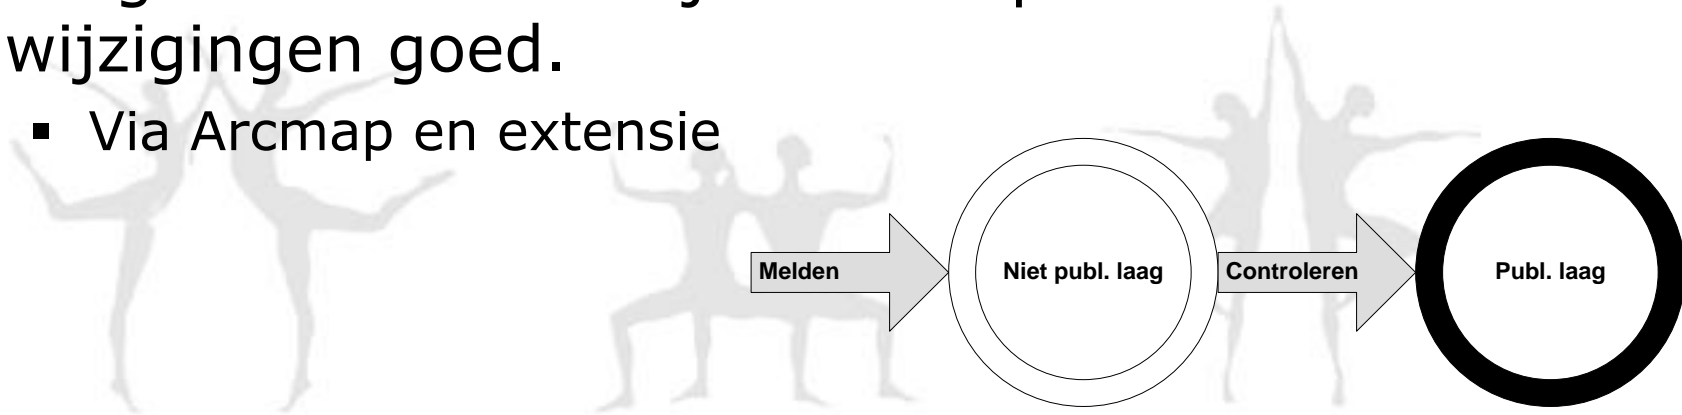 wijzigingen goed.
▪ Via Arcmap en extensie
Melden
Niet publ. laag
Controleren
Publ. laag